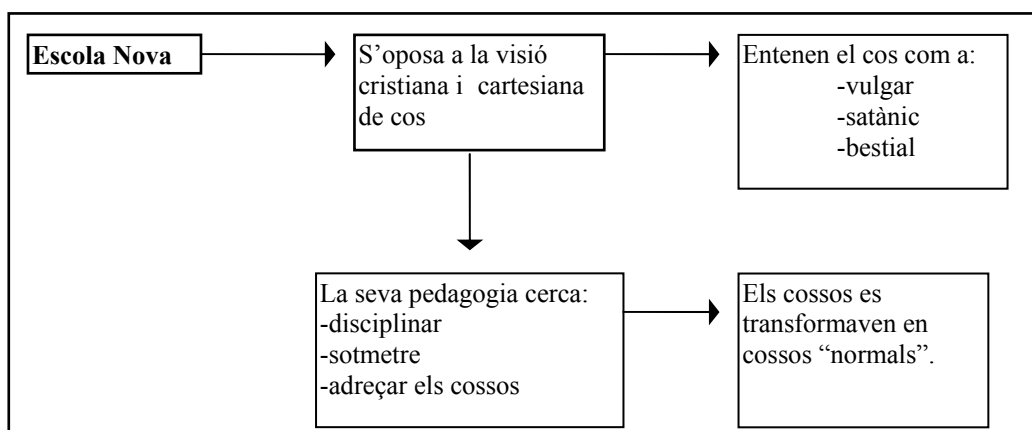 Escola Nova
S’oposa a la visió
cristiana i cartesiana
de cos
Entenen el cos com a:
-vulgar
-satànic
-bestial
La seva pedagogia cerca:
-disciplinar
-sotmetre
-adreçar els cossos
Els cossos es
transformaven en
cossos “normals”.